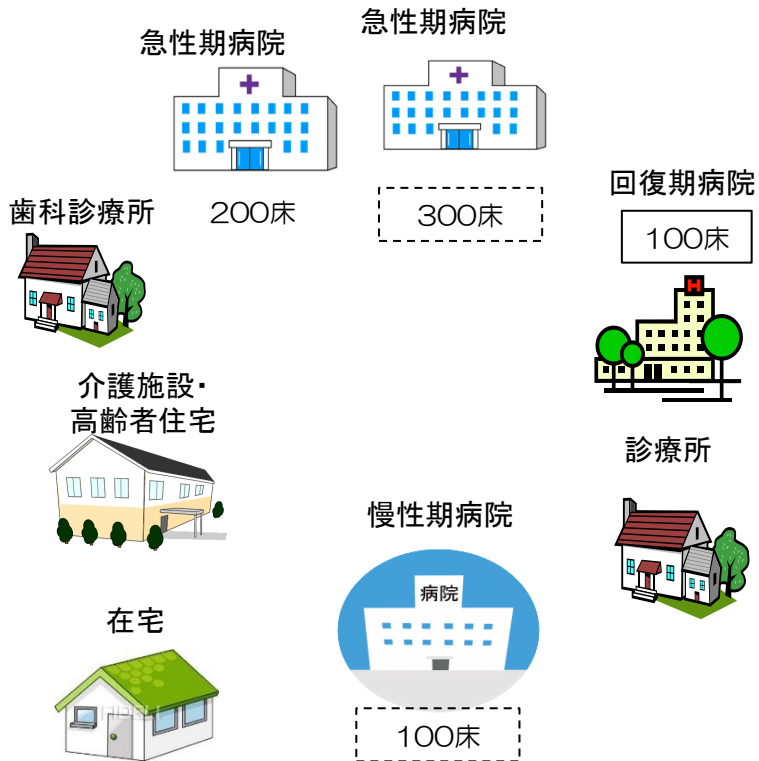 急性期病院
急性期病院
200床
300床
回復期病院
100床
H
歯科診療所
介護施設・
高齢者住宅
診療所
慢性期病院
病院
100床
在宅